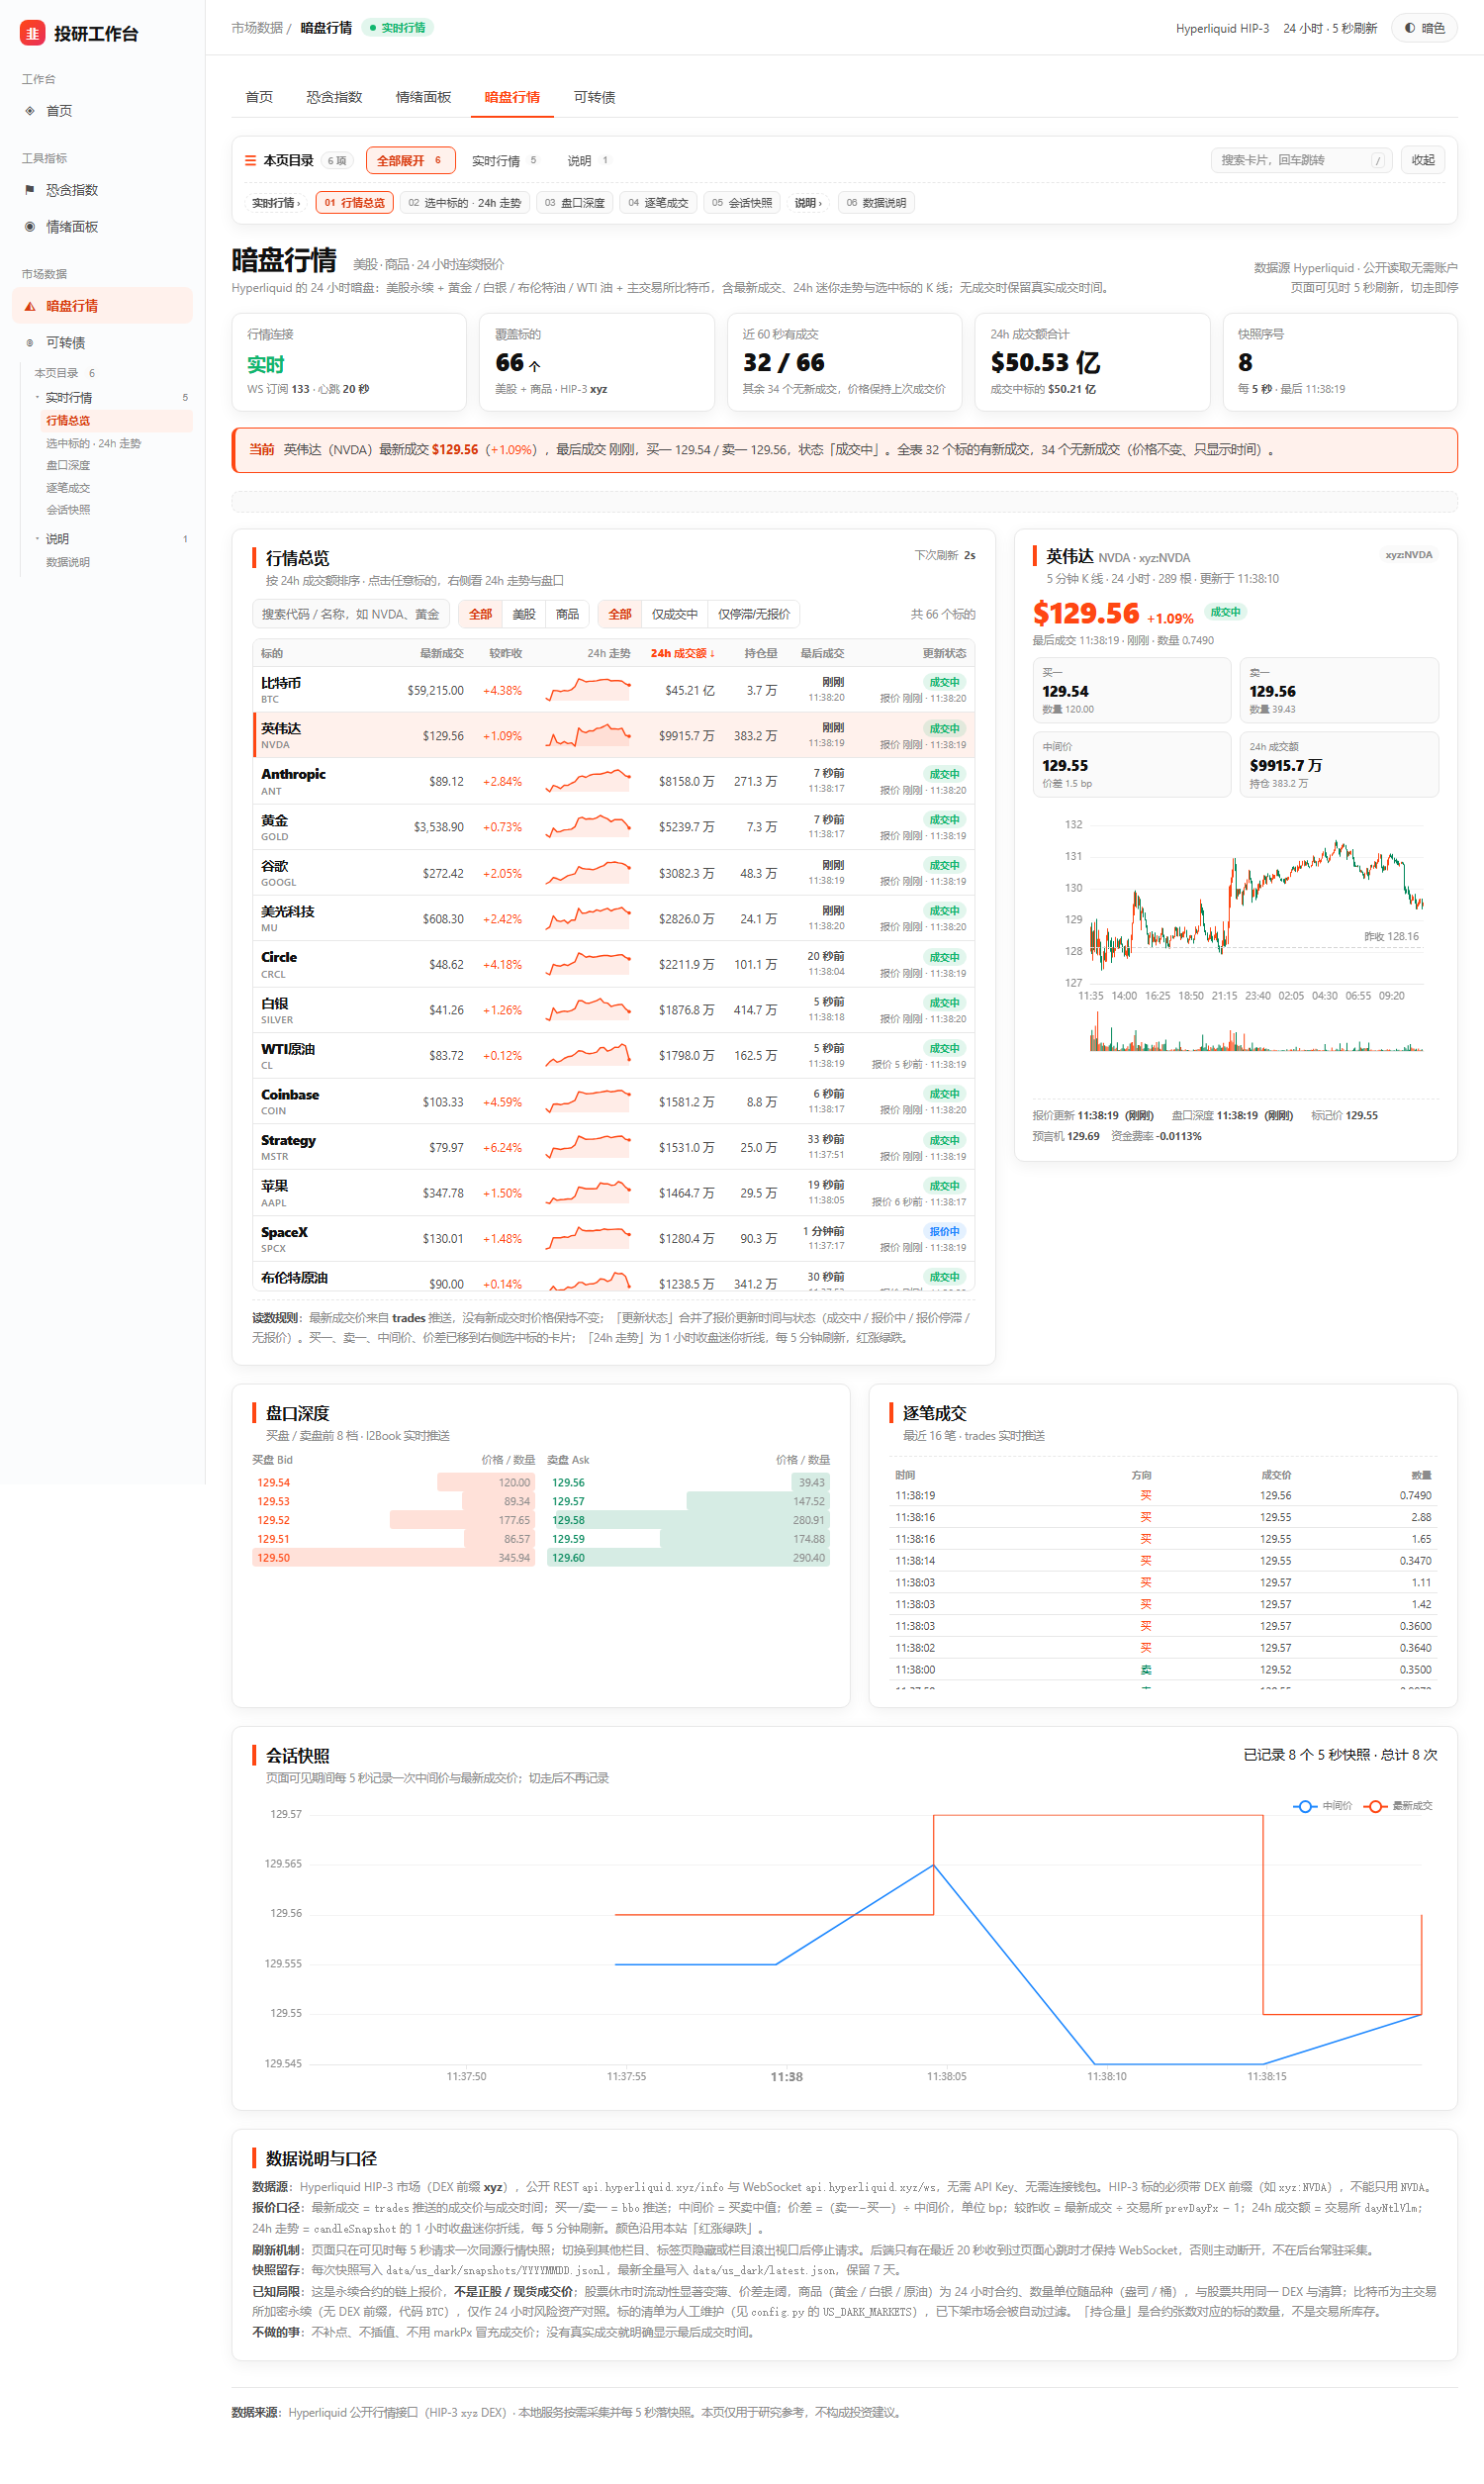 投研工作台
工作台
首页
工具指标
恐贪指数
情绪面板
市场数据
暗盘行情
可转债
本页目录 6
实时行情 5
行情总览
选中标的 · 24h 走势
盘口深度
逐笔成交
会话快照
说明 1
数据说明
市场数据 / 暗盘行情 实时行情
Hyperliquid HIP-3 24 小时 · 5 秒刷新 暗色
首页 恐贪指数 情绪面板 暗盘行情 可转债
本页目录 6 项 全部展开 6 实时行情 5 说明 1 搜索卡片，回车跳转 / 收起
实时行情 › 01 行情总览 02 选中标的 · 24h 走势 03 盘口深度 04 逐笔成交 05 会话快照 说明 › 06 数据说明
暗盘行情 美股 · 商品 · 24 小时连续报价
Hyperliquid 的 24 小时暗盘：美股永续 + 黄金 / 白银 / 布伦特油 / WTI 油 + 主交易所比特币，含最新成交、24h 迷你走势与选中标的 K 线；无成交时保留真实成交时间。
数据源 Hyperliquid · 公开读取无需账户
页面可见时 5 秒刷新，切走即停
行情连接
实时
WS 订阅 133 · 心跳 20 秒
覆盖标的
66 个
美股 + 商品 · HIP-3 xyz
近 60 秒有成交
32 / 66
其余 34 个无新成交，价格保持上次成交价
24h 成交额合计
$50.53 亿
成交中标的 $50.21 亿
快照序号
8
每 5 秒 · 最后 11:38:19
当前 英伟达（NVDA）最新成交 $129.56（+1.09%），最后成交 刚刚，买一 129.54 / 卖一 129.56，状态「成交中」。全表 32 个标的有新成交，34 个无新成交（价格不变、只显示时间）。
行情总览 下次刷新 2s
按 24h 成交额排序 · 点击任意标的，右侧看 24h 走势与盘口
搜索代码 / 名称，如 NVDA、黄金 全部 美股 商品 全部 仅成交中 仅停滞/无报价 共 66 个标的
标的 最新成交 较昨收 24h 走势 24h 成交额 ↓ 持仓量 最后成交 更新状态
比特币 $59,215.00 +4.38% $45.21 亿 3.7 万 刚刚 成交中
BTC 11:38:20 报价 刚刚 · 11:38:20
英伟达 $129.56 +1.09% $9915.7 万 383.2 万 刚刚 成交中
NVDA 11:38:19 报价 刚刚 · 11:38:19
Anthropic $89.12 +2.84% $8158.0 万 271.3 万 7 秒前 成交中
ANT 11:38:17 报价 刚刚 · 11:38:20
黄金 $3,538.90 +0.73% $5239.7 万 7.3 万 7 秒前 成交中
GOLD 11:38:17 报价 刚刚 · 11:38:19
谷歌 $272.42 +2.05% $3082.3 万 48.3 万 刚刚 成交中
GOOGL 11:38:19 报价 刚刚 · 11:38:19
美光科技 $608.30 +2.42% $2826.0 万 24.1 万 刚刚 成交中
MU 11:38:20 报价 刚刚 · 11:38:19
Circle $48.62 +4.18% $2211.9 万 101.1 万 20 秒前 成交中
CRCL 11:38:04 报价 刚刚 · 11:38:19
白银 $41.26 +1.26% $1876.8 万 414.7 万 5 秒前 成交中
SILVER 11:38:18 报价 刚刚 · 11:38:20
WTI原油 $83.72 +0.12% $1798.0 万 162.5 万 5 秒前 成交中
CL 11:38:19 报价 5 秒前 · 11:38:19
Coinbase $103.33 +4.59% $1581.2 万 8.8 万 6 秒前 成交中
COIN 11:38:17 报价 刚刚 · 11:38:20
Strategy $79.97 +6.24% $1531.0 万 25.0 万 33 秒前 成交中
MSTR 11:37:51 报价 刚刚 · 11:38:19
苹果 $347.78 +1.50% $1464.7 万 29.5 万 19 秒前 成交中
AAPL 11:38:05 报价 6 秒前 · 11:38:17
SpaceX $130.01 +1.48% $1280.4 万 90.3 万 1 分钟前 报价中
SPCX 11:37:17 报价 刚刚 · 11:38:19
布伦特原油 $90.00 +0.14% $1238.5 万 341.2 万 30 秒前 成交中
读数规则：最新成交价来自 trades 推送，没有新成交时价格保持不变；「更新状态」合并了报价更新时间与状态（成交中 / 报价中 / 报价停滞 /
无报价）。买一、卖一、中间价、价差已移到右侧选中标的卡片；「24h 走势」为 1 小时收盘迷你折线，每 5 分钟刷新，红涨绿跌。
英伟达 NVDA · xyz:NVDA xyz:NVDA
5 分钟 K 线 · 24 小时 · 289 根 · 更新于 11:38:10
$129.56 +1.09% 成交中
最后成交 11:38:19 · 刚刚 · 数量 0.7490
买一
129.54
数量 120.00
卖一
129.56
数量 39.43
中间价
129.55
价差 1.5 bp
24h 成交额
$9915.7 万
持仓 383.2 万
132
131
130
129
128
127
昨收 128.16
11:35 14:00 16:25 18:50 21:15 23:40 02:05 04:30 06:55 09:20
报价更新 11:38:19（刚刚） 盘口深度 11:38:19（刚刚） 标记价 129.55
预言机 129.69 资金费率 -0.0113%
盘口深度
买盘 / 卖盘前 8 档 · l2Book 实时推送
买盘 Bid 价格 / 数量 卖盘 Ask 价格 / 数量
129.54 120.00 129.56 39.43
129.53 89.34 129.57 147.52
129.52 177.65 129.58 280.91
129.51 86.57 129.59 174.88
129.50 345.94 129.60 290.40
逐笔成交
最近 16 笔 · trades 实时推送
时间 方向 成交价 数量
11:38:19 买 129.56 0.7490
11:38:16 买 129.55 2.88
11:38:16 买 129.55 1.65
11:38:14 买 129.55 0.3470
11:38:03 买 129.57 1.11
11:38:03 买 129.57 1.42
11:38:03 买 129.57 0.3600
11:38:02 买 129.57 0.3640
11:38:00 卖 129.52 0.3500
会话快照 已记录 8 个 5 秒快照 · 总计 8 次
页面可见期间每 5 秒记录一次中间价与最新成交价；切走后不再记录
中间价 最新成交
129.57
129.565
129.56
129.555
129.55
129.545
11:37:50 11:37:55 11:38 11:38:05 11:38:10 11:38:15
数据说明与口径
数据源：Hyperliquid HIP-3 市场（DEX 前缀 xyz），公开 REST api.hyperliquid.xyz/info 与 WebSocket api.hyperliquid.xyz/ws，无需 API Key、无需连接钱包。HIP-3 标的必须带 DEX 前缀（如 xyz:NVDA），不能只用 NVDA。
报价口径：最新成交 = trades 推送的成交价与成交时间；买一/卖一 = bbo 推送；中间价 = 买卖中值；价差 =（卖一−买一）÷ 中间价，单位 bp；较昨收 = 最新成交 ÷ 交易所 prevDayPx − 1；24h 成交额 = 交易所 dayNtlVlm；
24h 走势 = candleSnapshot 的 1 小时收盘迷你折线，每 5 分钟刷新。颜色沿用本站「红涨绿跌」。
刷新机制：页面只在可见时每 5 秒请求一次同源行情快照；切换到其他栏目、标签页隐藏或栏目滚出视口后停止请求。后端只有在最近 20 秒收到过页面心跳时才保持 WebSocket，否则主动断开，不在后台常驻采集。
快照留存：每次快照写入 data/us_dark/snapshots/YYYYMMDD.jsonl，最新全量写入 data/us_dark/latest.json，保留 7 天。
已知局限：这是永续合约的链上报价，不是正股 / 现货成交价；股票休市时流动性显著变薄、价差走阔，商品（黄金 / 白银 / 原油）为 24 小时合约、数量单位随品种（盎司 / 桶），与股票共用同一 DEX 与清算；比特币为主交易
所加密永续（无 DEX 前缀，代码 BTC），仅作 24 小时风险资产对照。标的清单为人工维护（见 config.py 的 US_DARK_MARKETS），已下架市场会被自动过滤。「持仓量」是合约张数对应的标的数量，不是交易所库存。
不做的事：不补点、不插值、不用 markPx 冒充成交价；没有真实成交就明确显示最后成交时间。
数据来源：Hyperliquid 公开行情接口（HIP-3 xyz DEX）· 本地服务按需采集并每 5 秒落快照。本页仅用于研究参考，不构成投资建议。